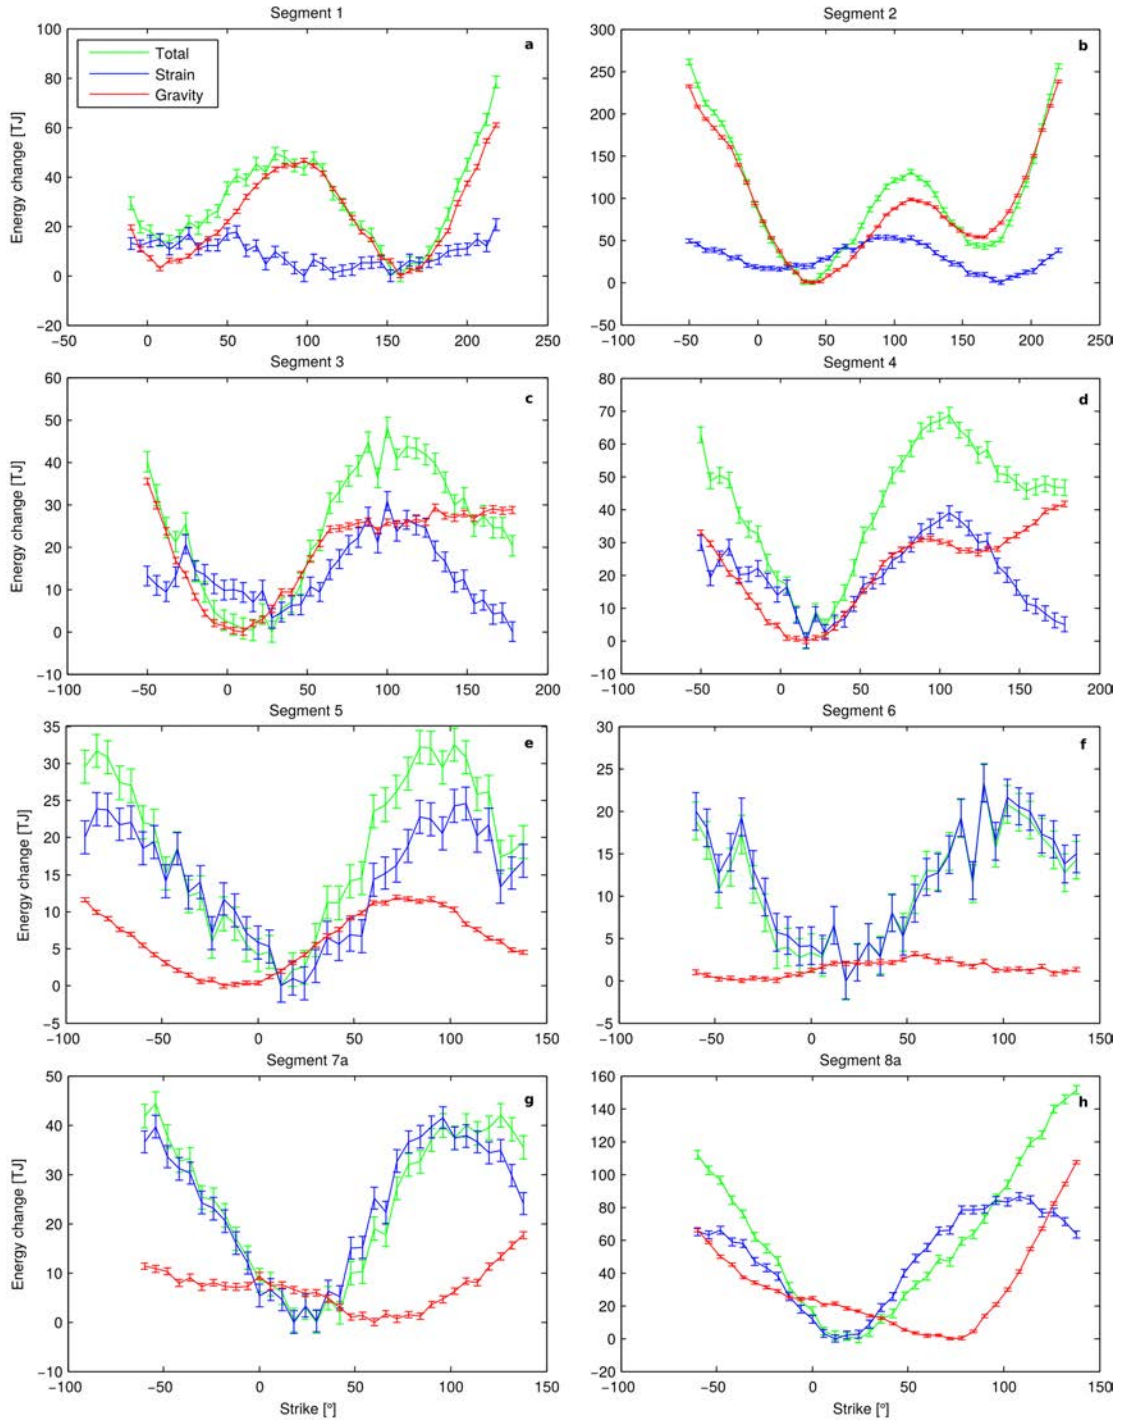 Segment 1
Segment 2
100
80
60
40
20
0
−20
Energy change [TJ]
Total
Strain
Gravity
a
−50 0 50 100 150 200 250
300
250
200
150
100
50
0
−50
b
−100 −50 0 50 100 150 200 250
Segment 3
Segment 4
60
50
40
30
20
10
0
−10
Energy change [TJ]
c
−100 −50 0 50 100 150 200
80
70
60
50
40
30
20
10
0
−10
d
−100 −50 0 50 100 150 200
Segment 5
Segment 6
35
30
25
20
15
10
5
0
−5
Energy change [TJ]
e
−100 −50 0 50 100 150
30
25
20
15
10
5
0
−5
f
−100 −50 0 50 100 150
Segment 7a
Segment 8a
50
40
30
20
10
0
−10
Energy change [TJ]
g
−100 −50 0 50 100 150
Strike [°]
160
140
120
100
80
60
40
20
0
−20
h
−100 −50 0 50 100 150
Strike [°]